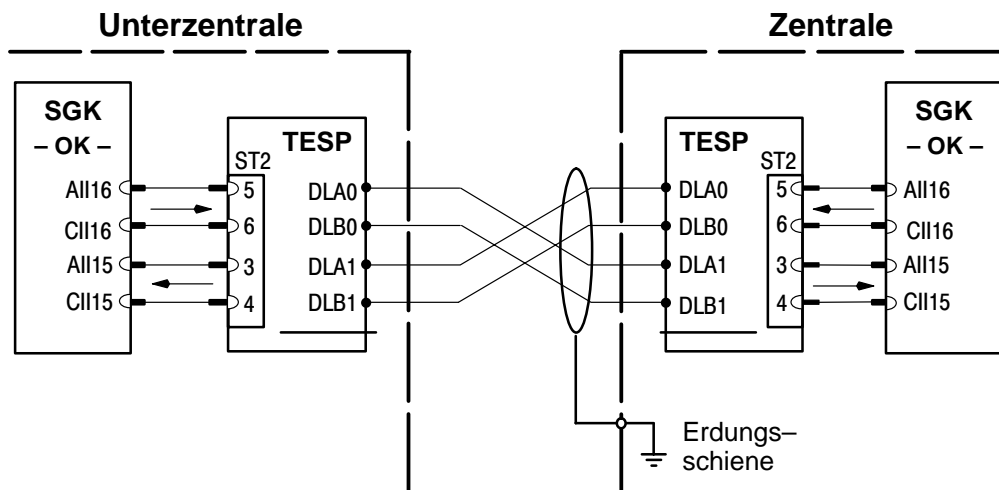 Unterzentrale
Zentrale
SGK
– OK –
AII16
CII16
AII15
CII15
ST2
5
6
3
4
TESP
DLA0
DLB0
DLA1
DLB1
TESP
DLA0
DLB0
DLA1
DLB1
ST2
5
6
3
4
SGK
– OK –
AII16
CII16
AII15
CII15
Erdungs–
schiene